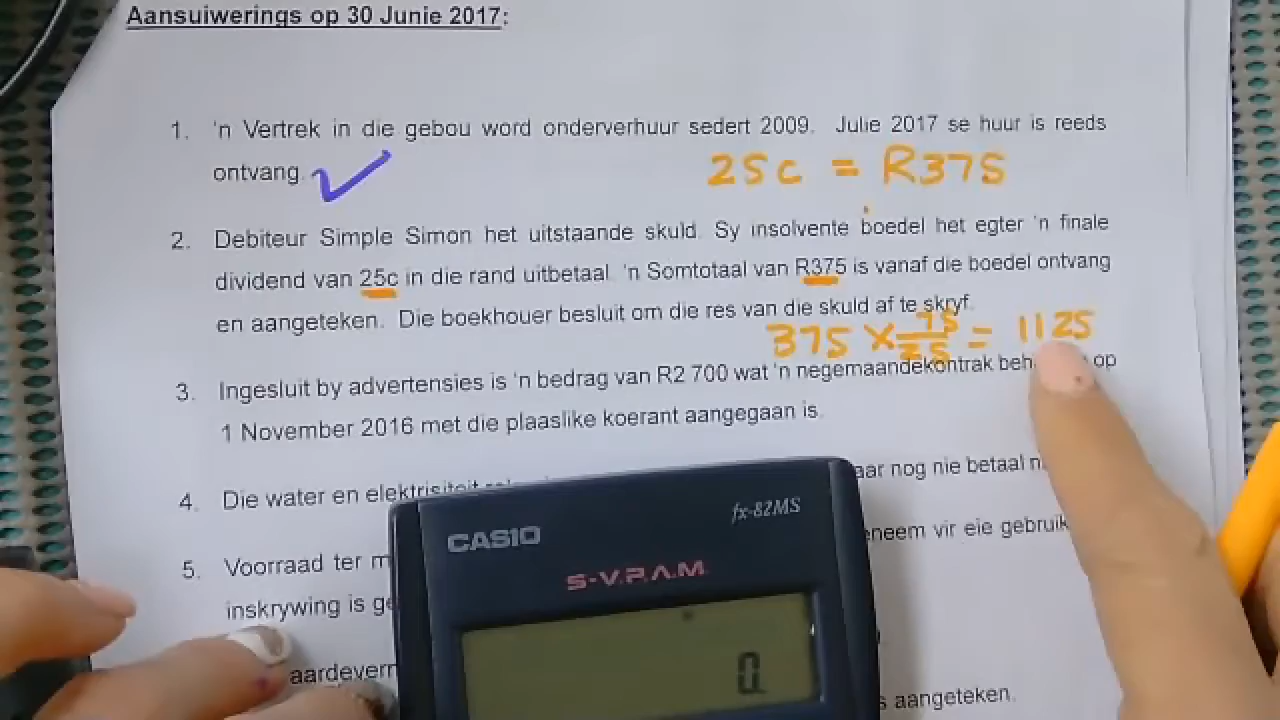 Aansuiwerings op 30 Junie 2017:
1. 'n Vertrek in die gebou word onderverhuur sedert 2009. Julie 2017 se huur is reeds
ontvang.
25c = R375
2. Debiteur Simple Simon het uitstaande skuld. Sy insolvente boedel het egter 'n finale
dividend van 25c in die rand uitbetaal. 'n Somtotaal van R375 is vanaf die boedel ontvang
en aangeteken. Die boekhouer besluit om die res van die skuld af te skryf.
375 × 75/25 = 1125
3. Ingesluit by advertensies is 'n bedrag van R2 700 wat 'n negemaandekontrak op
1 November 2016 met die plaaslike koerant aangegaan is.
4. Die water en elektrisiteit nog nie betaal
5. Voorraad ter vir eie gebruik
inskrywing is
aangeteken.
CASIO
fx-82MS
S-V.P.A.M.
0.